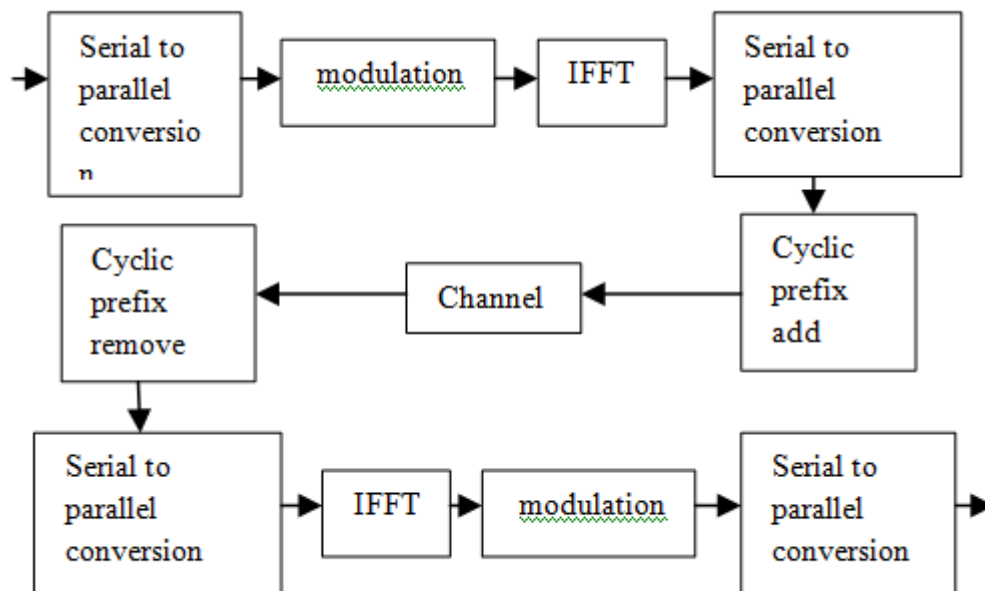 Serial to
parallel
conversio
n
modulation
IFFT
Serial to
parallel
conversion
Cyclic
prefix
remove
Channel
Cyclic
prefix
add
Serial to
parallel
conversion
IFFT
modulation
Serial to
parallel
conversion